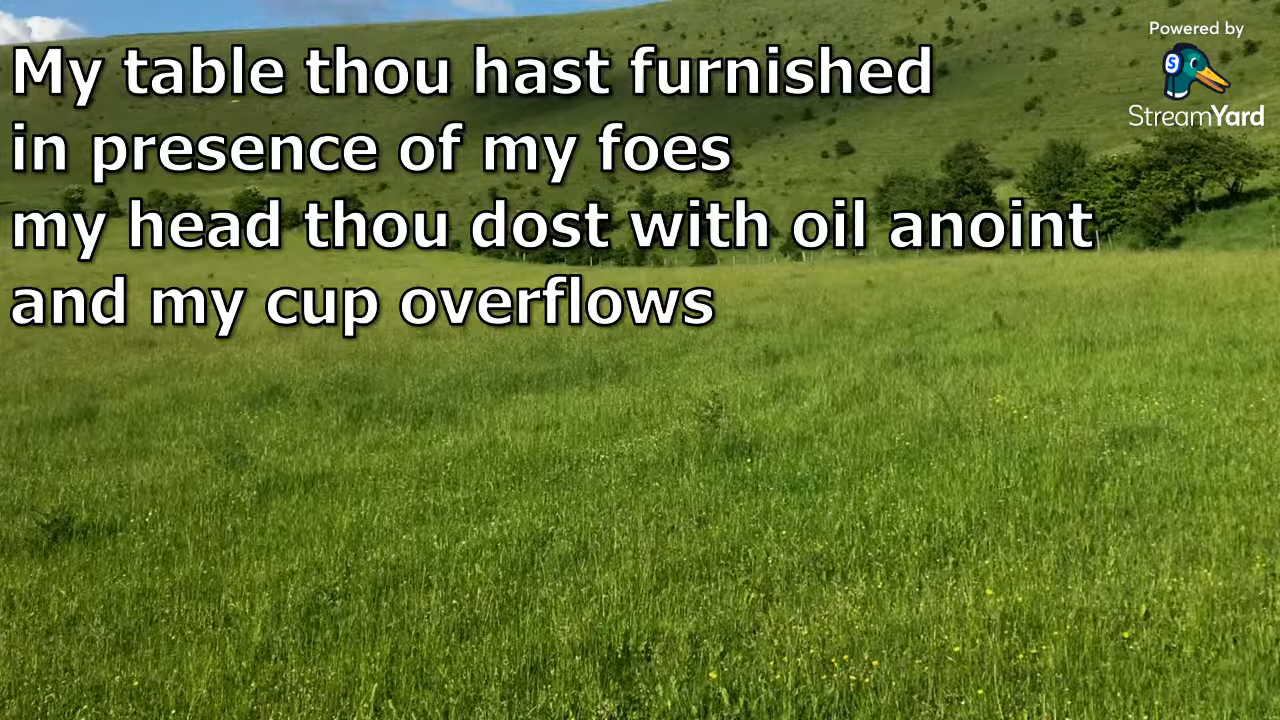 My table thou hast furnished
in presence of my foes
my head thou dost with oil anoint
and my cup overflows
Powered by
S
StreamYard